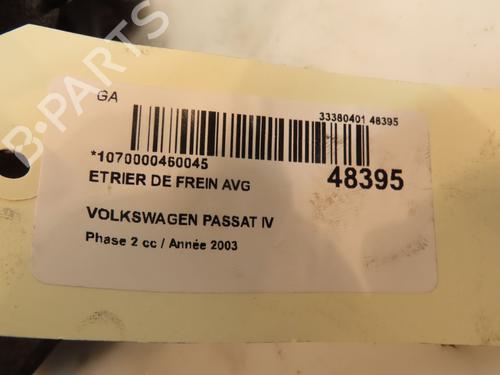 GA
33380401 48395
*1070000460045
48395
ETRIER DE FREIN AVG
VOLKSWAGEN PASSAT IV
Phase 2 cc / Année 2003
B-PARTS